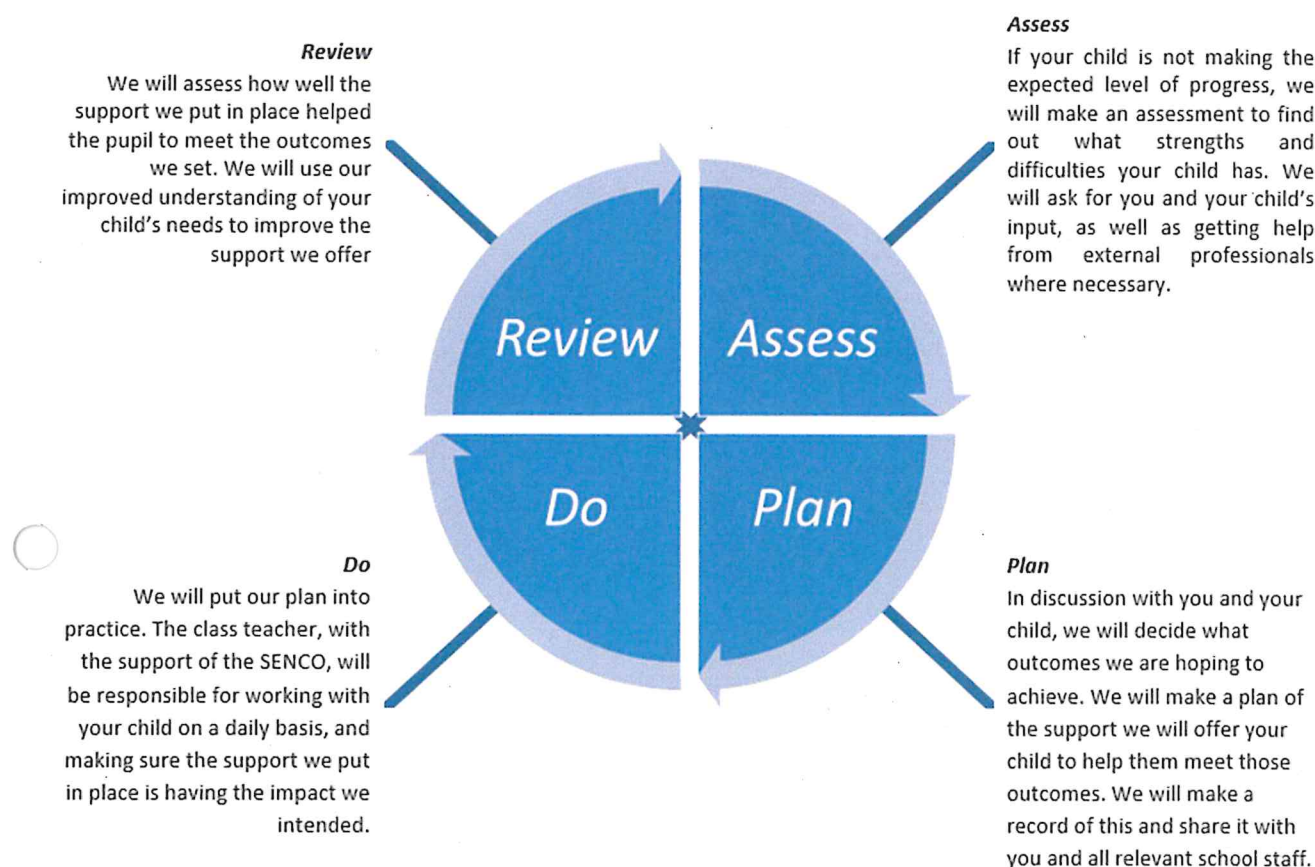 Review
We will assess how well the
support we put in place helped
the pupil to meet the outcomes
we set. We will use our
improved understanding of your
child's needs to improve the
support we offer
Assess
If your child is not making the
expected level of progress, we
will make an assessment to find
out what strengths and
difficulties your child has. We
will ask for you and your child's
input, as well as getting help
from external professionals
where necessary.
Review
Assess
Do
Plan
Do
We will put our plan into
practice. The class teacher, with
the support of the SENCO, will
be responsible for working with
your child on a daily basis, and
making sure the support we put
in place is having the impact we
intended.
Plan
In discussion with you and your
child, we will decide what
outcomes we are hoping to
achieve. We will make a plan of
the support we will offer your
child to help them meet those
outcomes. We will make a
record of this and share it with
you and all relevant school staff.